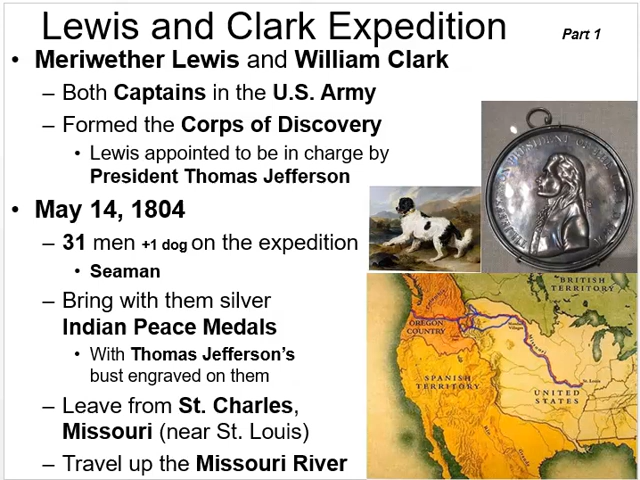 Lewis and Clark Expedition
Part 1
• Meriwether Lewis and William Clark
– Both Captains in the U.S. Army
– Formed the Corps of Discovery
• Lewis appointed to be in charge by
President Thomas Jefferson
• May 14, 1804
– 31 men +1 dog on the expedition
• Seaman
– Bring with them silver
Indian Peace Medals
• With Thomas Jefferson's
bust engraved on them
– Leave from St. Charles,
Missouri (near St. Louis)
– Travel up the Missouri River
BRITISH
TERRITORY
OREGON
COUNTRY
SPANISH
TERRITORY
UNITED
STATES
St. Louis